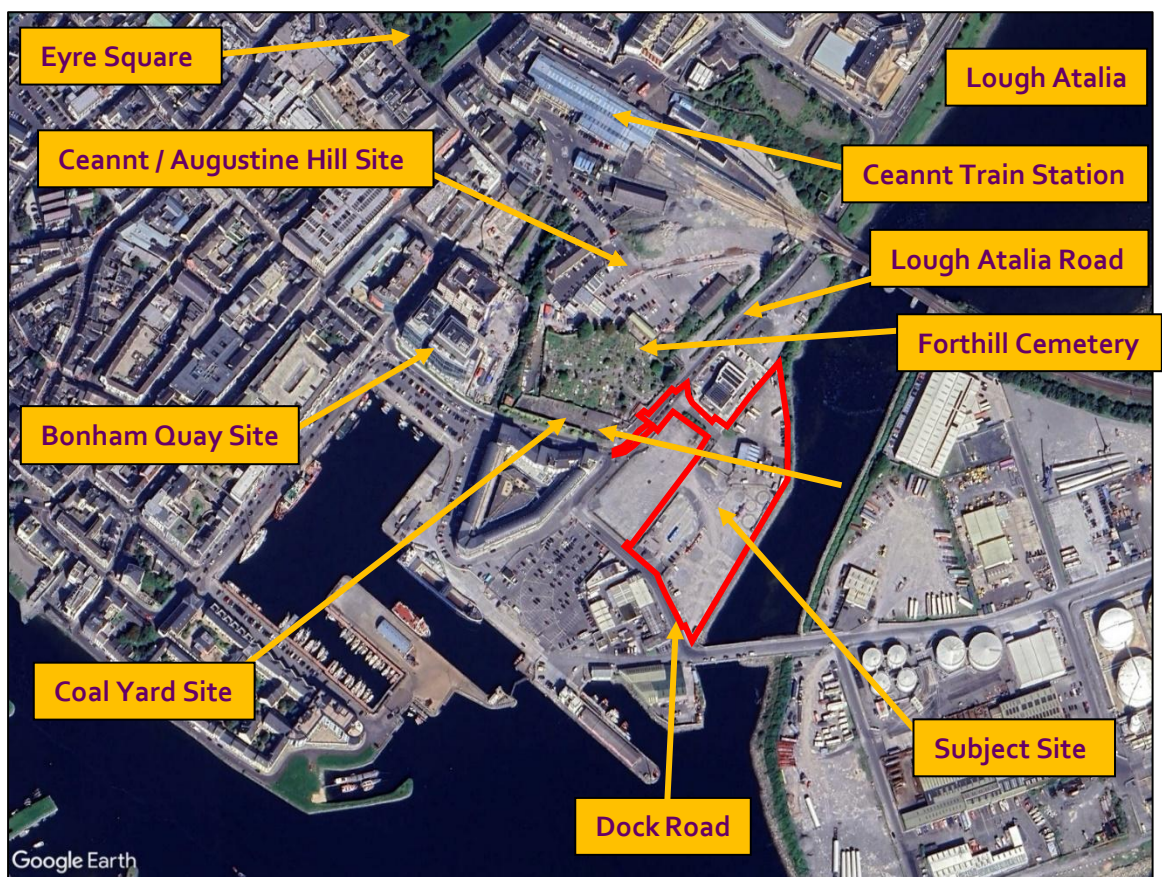 Eyre Square
Lough Atalia
Ceannt / Augustine Hill Site
Ceannt Train Station
Lough Atalia Road
Forthill Cemetery
Bonham Quay Site
Coal Yard Site
Subject Site
Dock Road
Google Earth